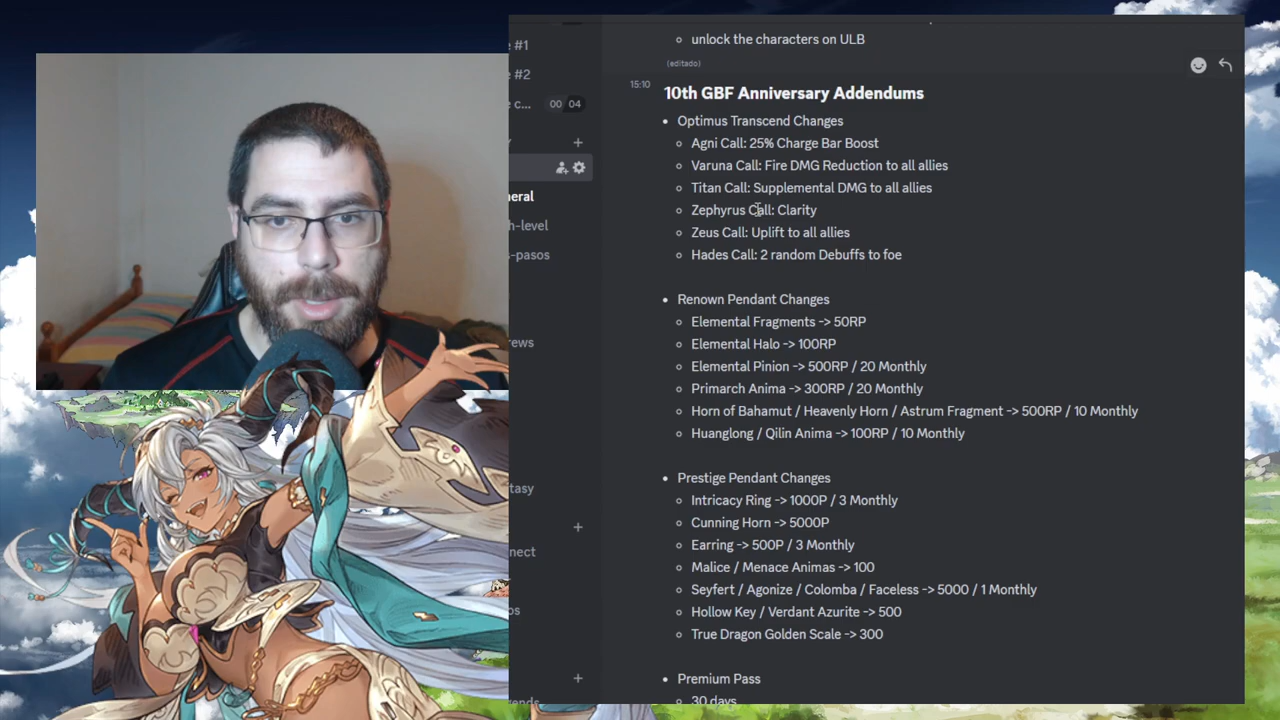 unlock the characters on ULB
(editado)
e #1
e #2
e c... 00 04
eral
h-level
s-pasos
rews
tasy
nect
os
ends
15:10 10th GBF Anniversary Addendums
• Optimus Transcend Changes
○ Agni Call: 25% Charge Bar Boost
○ Varuna Call: Fire DMG Reduction to all allies
○ Titan Call: Supplemental DMG to all allies
○ Zephyrus Call: Clarity
○ Zeus Call: Uplift to all allies
○ Hades Call: 2 random Debuffs to foe
• Renown Pendant Changes
○ Elemental Fragments -> 50RP
○ Elemental Halo -> 100RP
○ Elemental Pinion -> 500RP / 20 Monthly
○ Primarch Anima -> 300RP / 20 Monthly
○ Horn of Bahamut / Heavenly Horn / Astrum Fragment -> 500RP / 10 Monthly
○ Huanglong / Qilin Anima -> 100RP / 10 Monthly
• Prestige Pendant Changes
○ Intricacy Ring -> 1000P / 3 Monthly
○ Cunning Horn -> 5000P
○ Earring -> 500P / 3 Monthly
○ Malice / Menace Animas -> 100
○ Seyfert / Agonize / Colomba / Faceless -> 5000 / 1 Monthly
○ Hollow Key / Verdant Azurite -> 500
○ True Dragon Golden Scale -> 300
• Premium Pass
○ 30 days